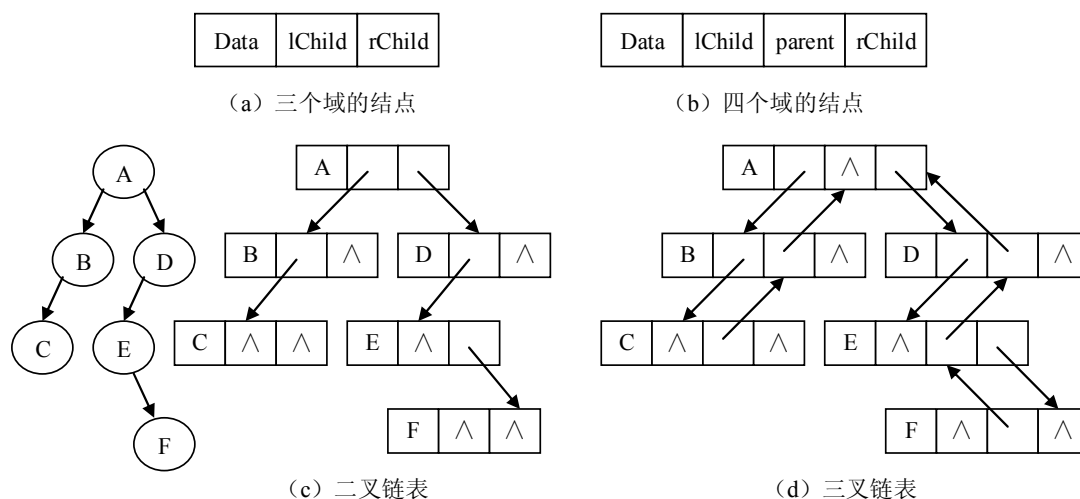 Data lChild rChild
Data lChild parent rChild
（a）三个域的结点
（b）四个域的结点
A
B D
C E
F
A
B ∧ D ∧
C ∧ ∧ E ∧
F ∧ ∧
A ∧
B ∧ D ∧
C ∧ ∧ E ∧
F ∧ ∧
（c）二叉链表
（d）三叉链表